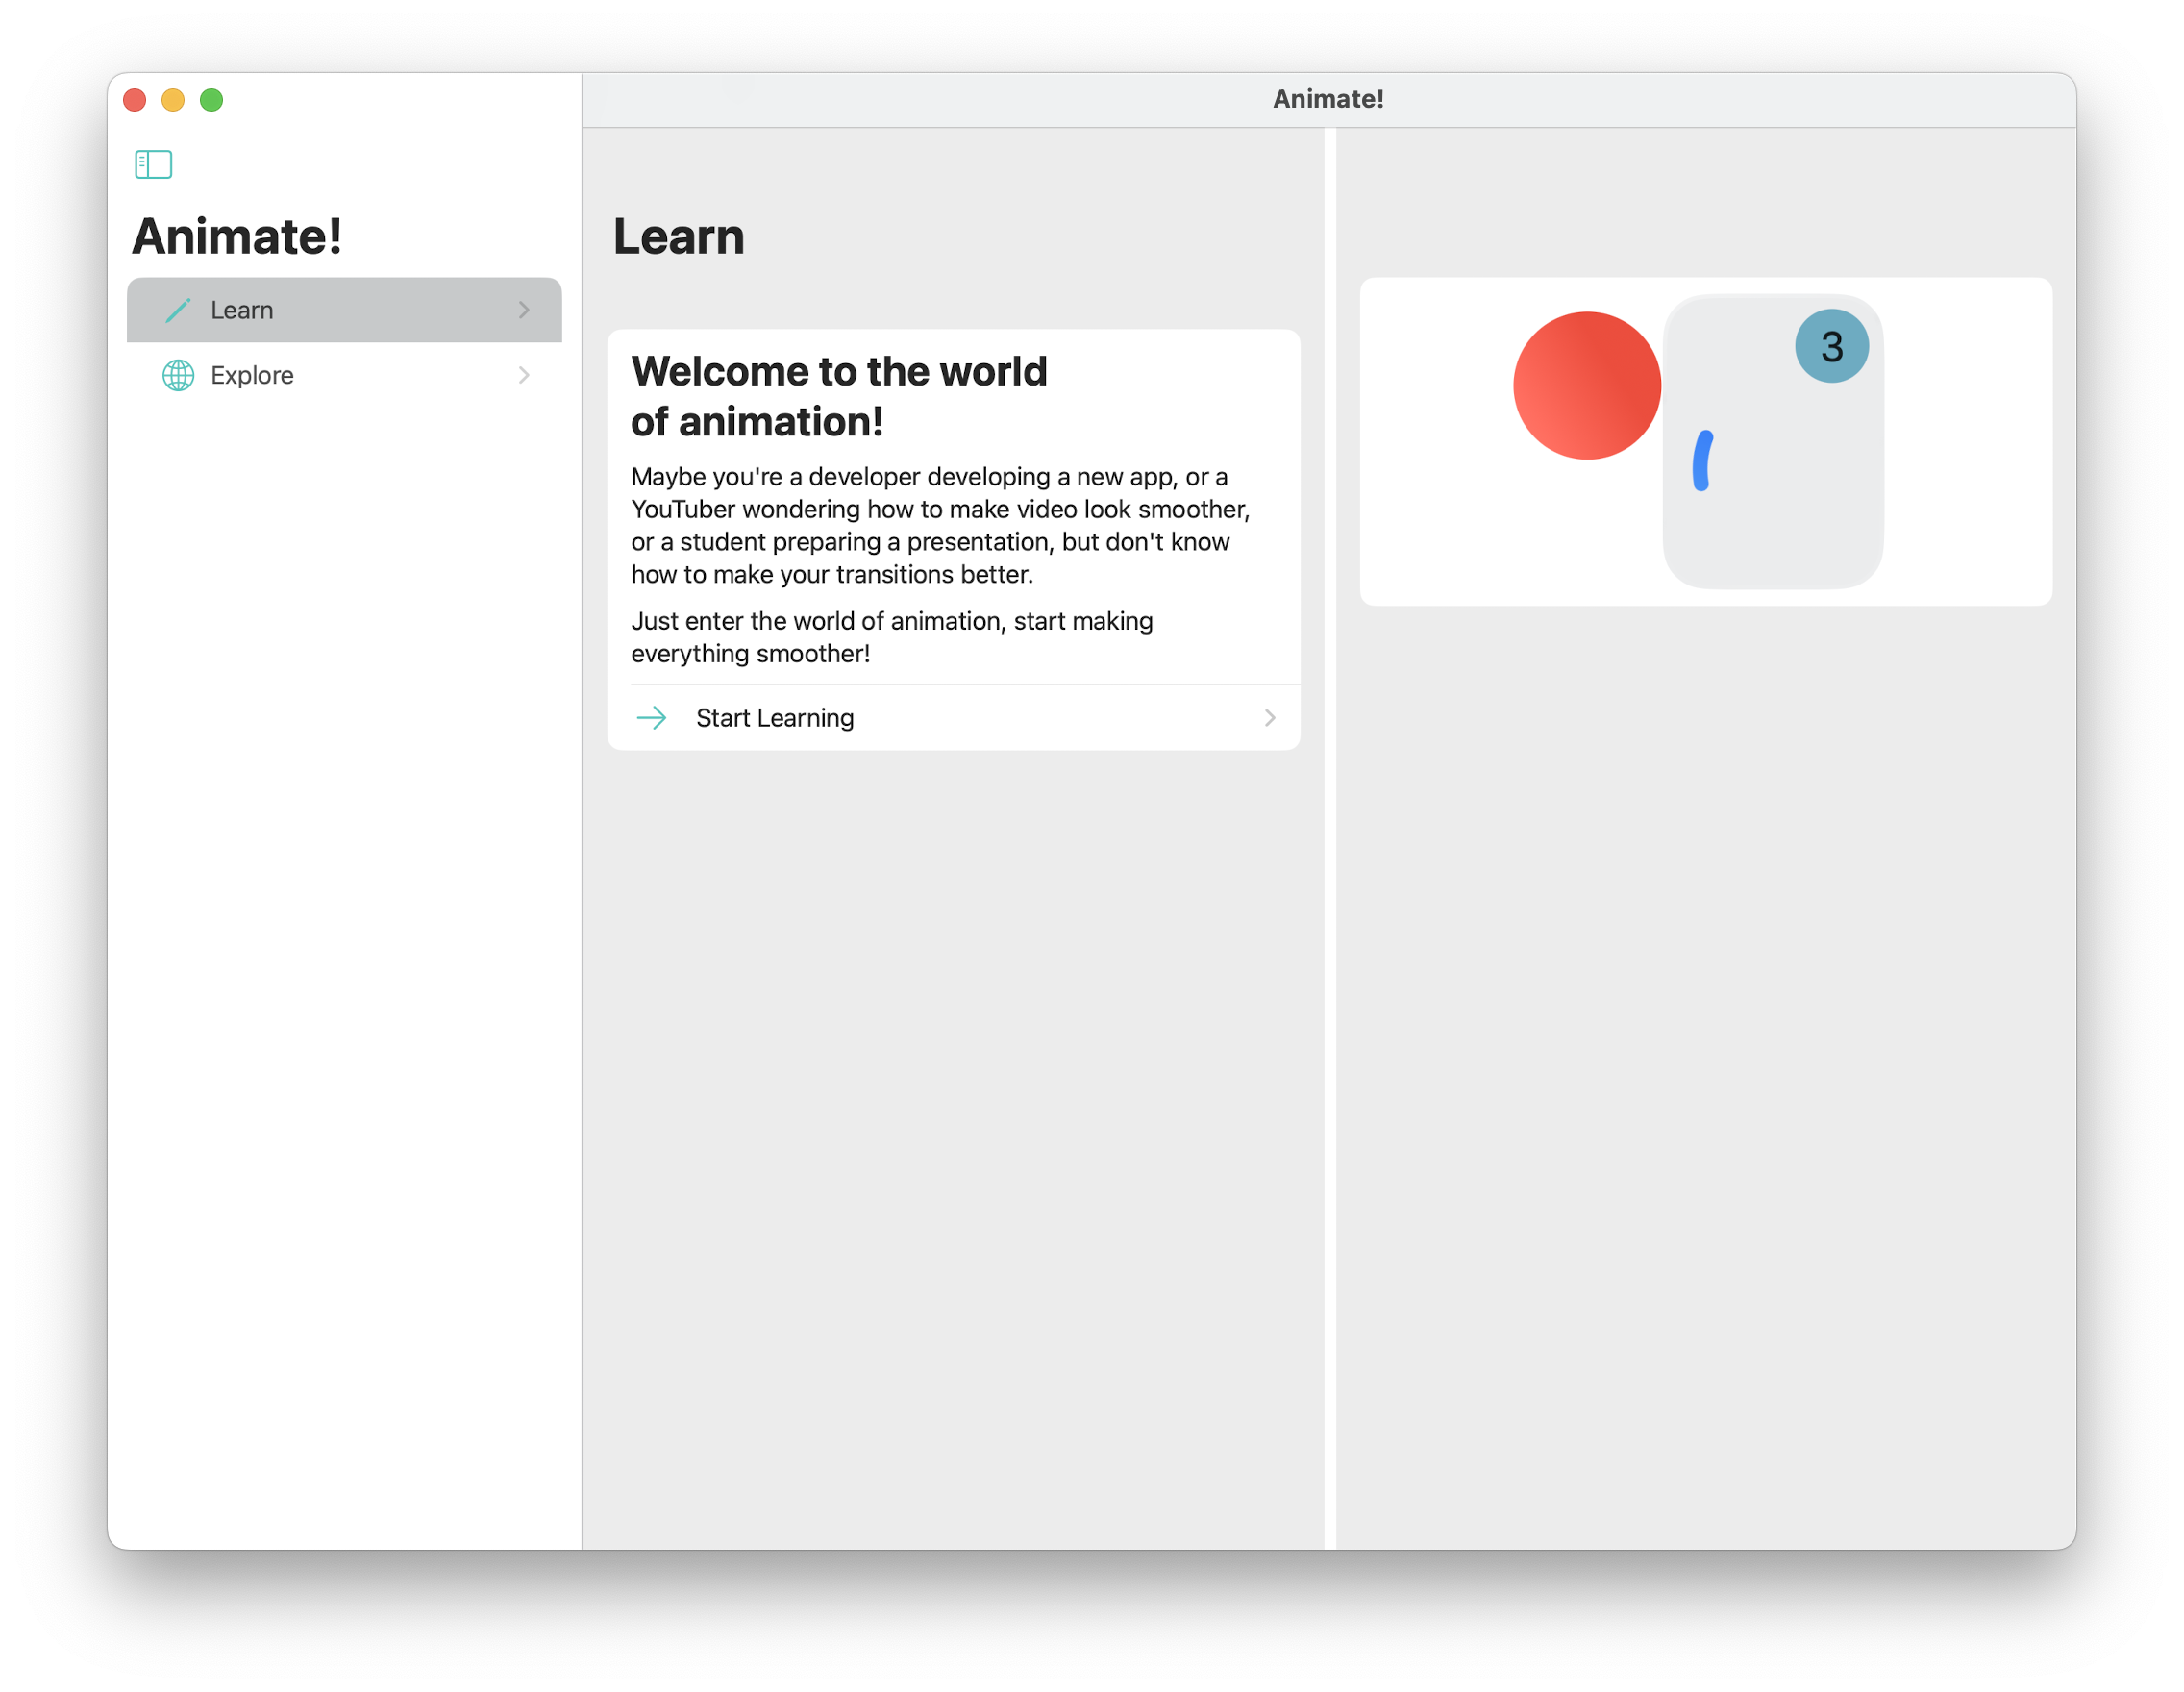 Animate!
Animate!
Learn
Explore
Learn
Welcome to the world
of animation!
Maybe you're a developer developing a new app, or a
YouTuber wondering how to make video look smoother,
or a student preparing a presentation, but don't know
how to make your transitions better.
Just enter the world of animation, start making
everything smoother!
Start Learning
3